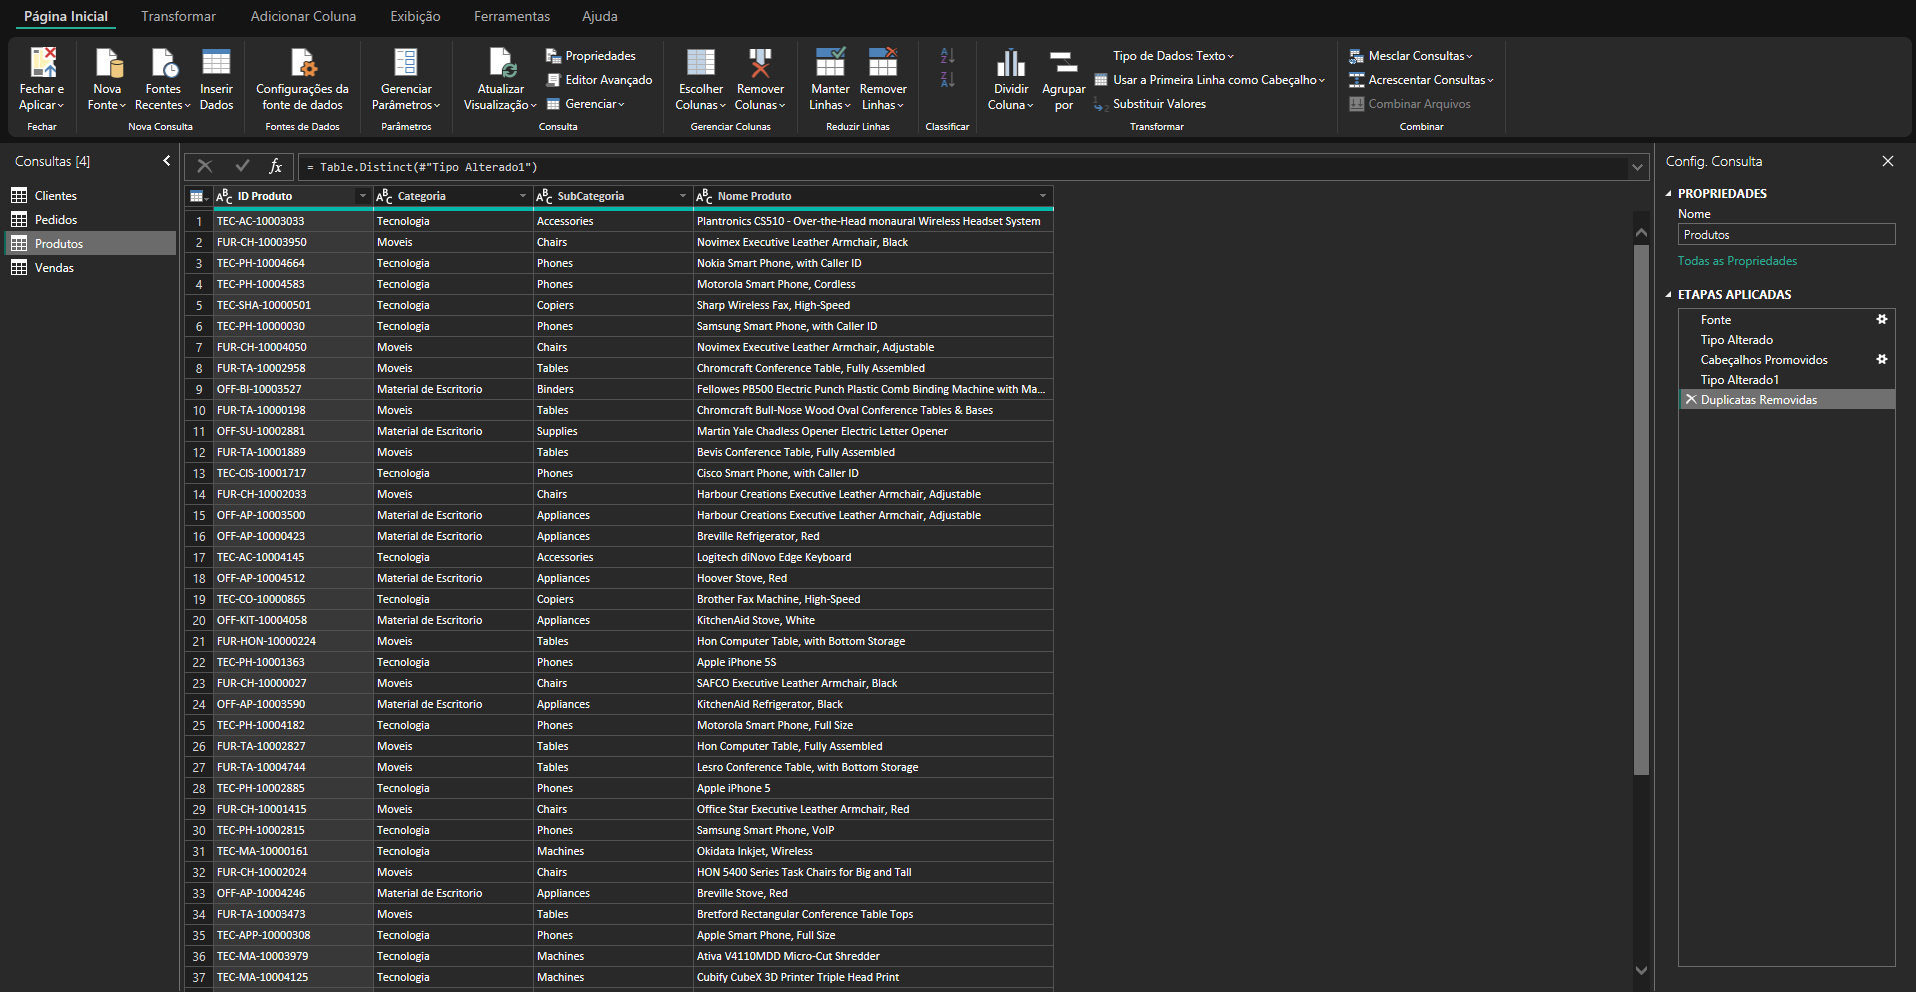 Página Inicial Transformar Adicionar Coluna Exibição Ferramentas Ajuda
Fechar e Aplicar
Fechar
Nova Fonte
Fontes Recentes
Inserir Dados
Nova Consulta
Configurações da fonte de dados
Fontes de Dados
Gerenciar Parâmetros
Parâmetros
Atualizar Visualização
Propriedades
Editor Avançado
Gerenciar
Consulta
Escolher Colunas
Remover Colunas
Gerenciar Colunas
Manter Linhas
Remover Linhas
Reduzir Linhas
Classificar
Dividir Coluna
Agrupar por
Tipo de Dados: Texto
Usar a Primeira Linha como Cabeçalho
Substituir Valores
Transformar
Mesclar Consultas
Acrescentar Consultas
Combinar Arquivos
Combinar
Consultas [4]
Clientes
Pedidos
Produtos
Vendas
fx = Table.Distinct(#"Tipo Alterado1")
ID Produto Categoria SubCategoria Nome Produto
1 TEC-AC-10003033 Tecnologia Accessories Plantronics CS510 - Over-the-Head monaural Wireless Headset System
2 FUR-CH-10003950 Moveis Chairs Novimex Executive Leather Armchair, Black
3 TEC-PH-10004664 Tecnologia Phones Nokia Smart Phone, with Caller ID
4 TEC-PH-10004583 Tecnologia Phones Motorola Smart Phone, Cordless
5 TEC-SHA-10000501 Tecnologia Copiers Sharp Wireless Fax, High-Speed
6 TEC-PH-10000030 Tecnologia Phones Samsung Smart Phone, with Caller ID
7 FUR-CH-10004050 Moveis Chairs Novimex Executive Leather Armchair, Adjustable
8 FUR-TA-10002958 Moveis Tables Chromcraft Conference Table, Fully Assembled
9 OFF-BI-10003527 Material de Escritorio Binders Fellowes PB500 Electric Punch Plastic Comb Binding Machine with Ma...
10 FUR-TA-10000198 Moveis Tables Chromcraft Bull-Nose Wood Oval Conference Tables & Bases
11 OFF-SU-10002881 Material de Escritorio Supplies Martin Yale Chadless Opener Electric Letter Opener
12 FUR-TA-10001889 Moveis Tables Bevis Conference Table, Fully Assembled
13 TEC-CIS-10001717 Tecnologia Phones Cisco Smart Phone, with Caller ID
14 FUR-CH-10002033 Moveis Chairs Harbour Creations Executive Leather Armchair, Adjustable
15 OFF-AP-10003500 Material de Escritorio Appliances Harbour Creations Executive Leather Armchair, Adjustable
16 OFF-AP-10000423 Material de Escritorio Appliances Breville Refrigerator, Red
17 TEC-AC-10004145 Tecnologia Accessories Logitech diNovo Edge Keyboard
18 OFF-AP-10004512 Material de Escritorio Appliances Hoover Stove, Red
19 TEC-CO-10000865 Tecnologia Copiers Brother Fax Machine, High-Speed
20 OFF-KIT-10004058 Material de Escritorio Appliances KitchenAid Stove, White
21 FUR-HON-10000224 Moveis Tables Hon Computer Table, with Bottom Storage
22 TEC-PH-10001363 Tecnologia Phones Apple iPhone 5S
23 FUR-CH-10000027 Moveis Chairs SAFCO Executive Leather Armchair, Black
24 OFF-AP-10003590 Material de Escritorio Appliances KitchenAid Refrigerator, Black
25 TEC-PH-10004182 Tecnologia Phones Motorola Smart Phone, Full Size
26 FUR-TA-10002827 Moveis Tables Hon Computer Table, Fully Assembled
27 FUR-TA-10004744 Moveis Tables Lesro Conference Table, with Bottom Storage
28 TEC-PH-10002885 Tecnologia Phones Apple iPhone 5
29 FUR-CH-10001415 Moveis Chairs Office Star Executive Leather Armchair, Red
30 TEC-PH-10002815 Tecnologia Phones Samsung Smart Phone, VoIP
31 TEC-MA-10000161 Tecnologia Machines Okidata Inkjet, Wireless
32 FUR-CH-10002024 Moveis Chairs HON 5400 Series Task Chairs for Big and Tall
33 OFF-AP-10004246 Material de Escritorio Appliances Breville Stove, Red
34 FUR-TA-10003473 Moveis Tables Bretford Rectangular Conference Table Tops
35 TEC-APP-10000308 Tecnologia Phones Apple Smart Phone, Full Size
36 TEC-MA-10003979 Tecnologia Machines Ativa V4110MDD Micro-Cut Shredder
37 TEC-MA-10004125 Tecnologia Machines Cubify CubeX 3D Printer Triple Head Print
Config. Consulta
PROPRIEDADES
Nome
Produtos
Todas as Propriedades
ETAPAS APLICADAS
Fonte
Tipo Alterado
Cabeçalhos Promovidos
Tipo Alterado1
Duplicatas Removidas